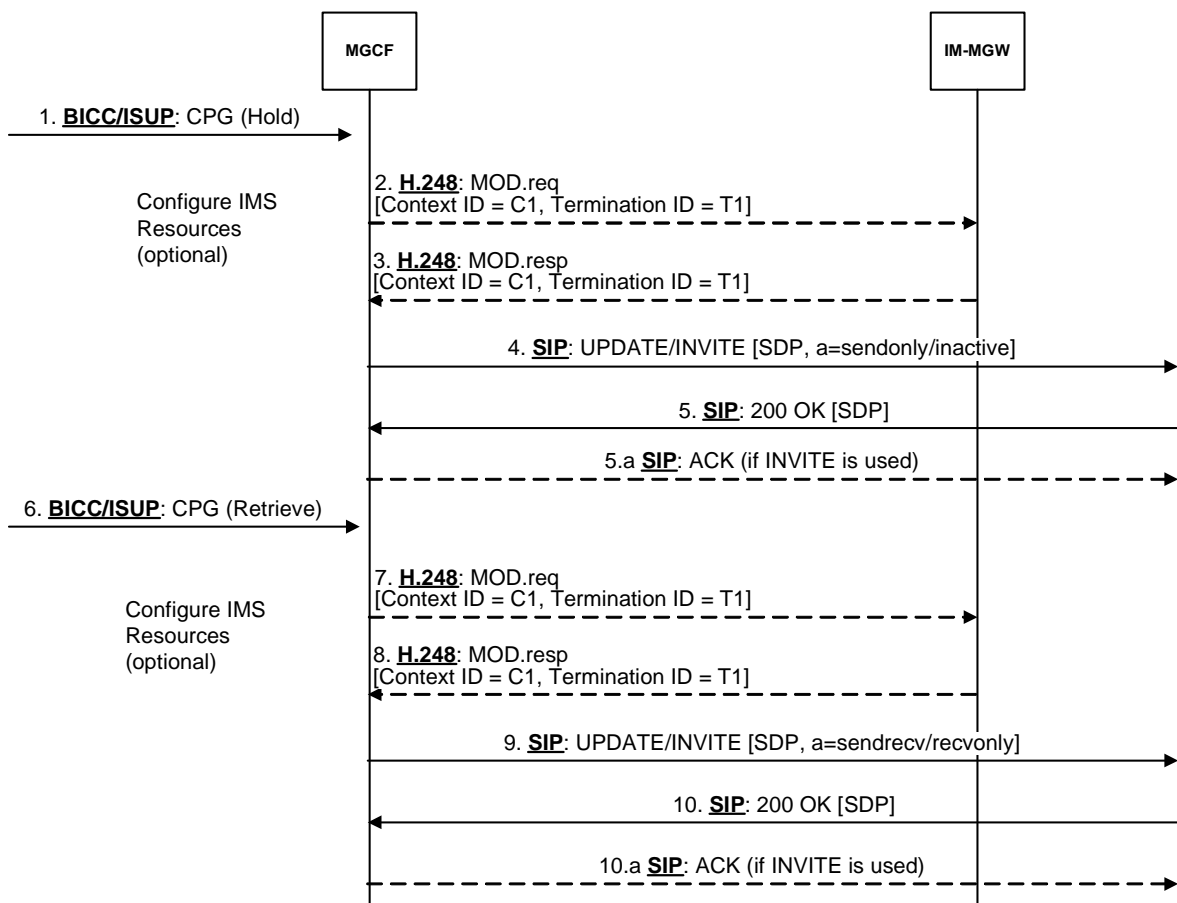 MGCF
IM-MGW
1. BICC/ISUP: CPG (Hold)
2. H.248: MOD.req
[Context ID = C1, Termination ID = T1]
Configure IMS
Resources
(optional)
3. H.248: MOD.resp
[Context ID = C1, Termination ID = T1]
4. SIP: UPDATE/INVITE [SDP, a=sendonly/inactive]
5. SIP: 200 OK [SDP]
5.a SIP: ACK (if INVITE is used)
6. BICC/ISUP: CPG (Retrieve)
7. H.248: MOD.req
[Context ID = C1, Termination ID = T1]
Configure IMS
Resources
(optional)
8. H.248: MOD.resp
[Context ID = C1, Termination ID = T1]
9. SIP: UPDATE/INVITE [SDP, a=sendrecv/recvonly]
10. SIP: 200 OK [SDP]
10.a SIP: ACK (if INVITE is used)